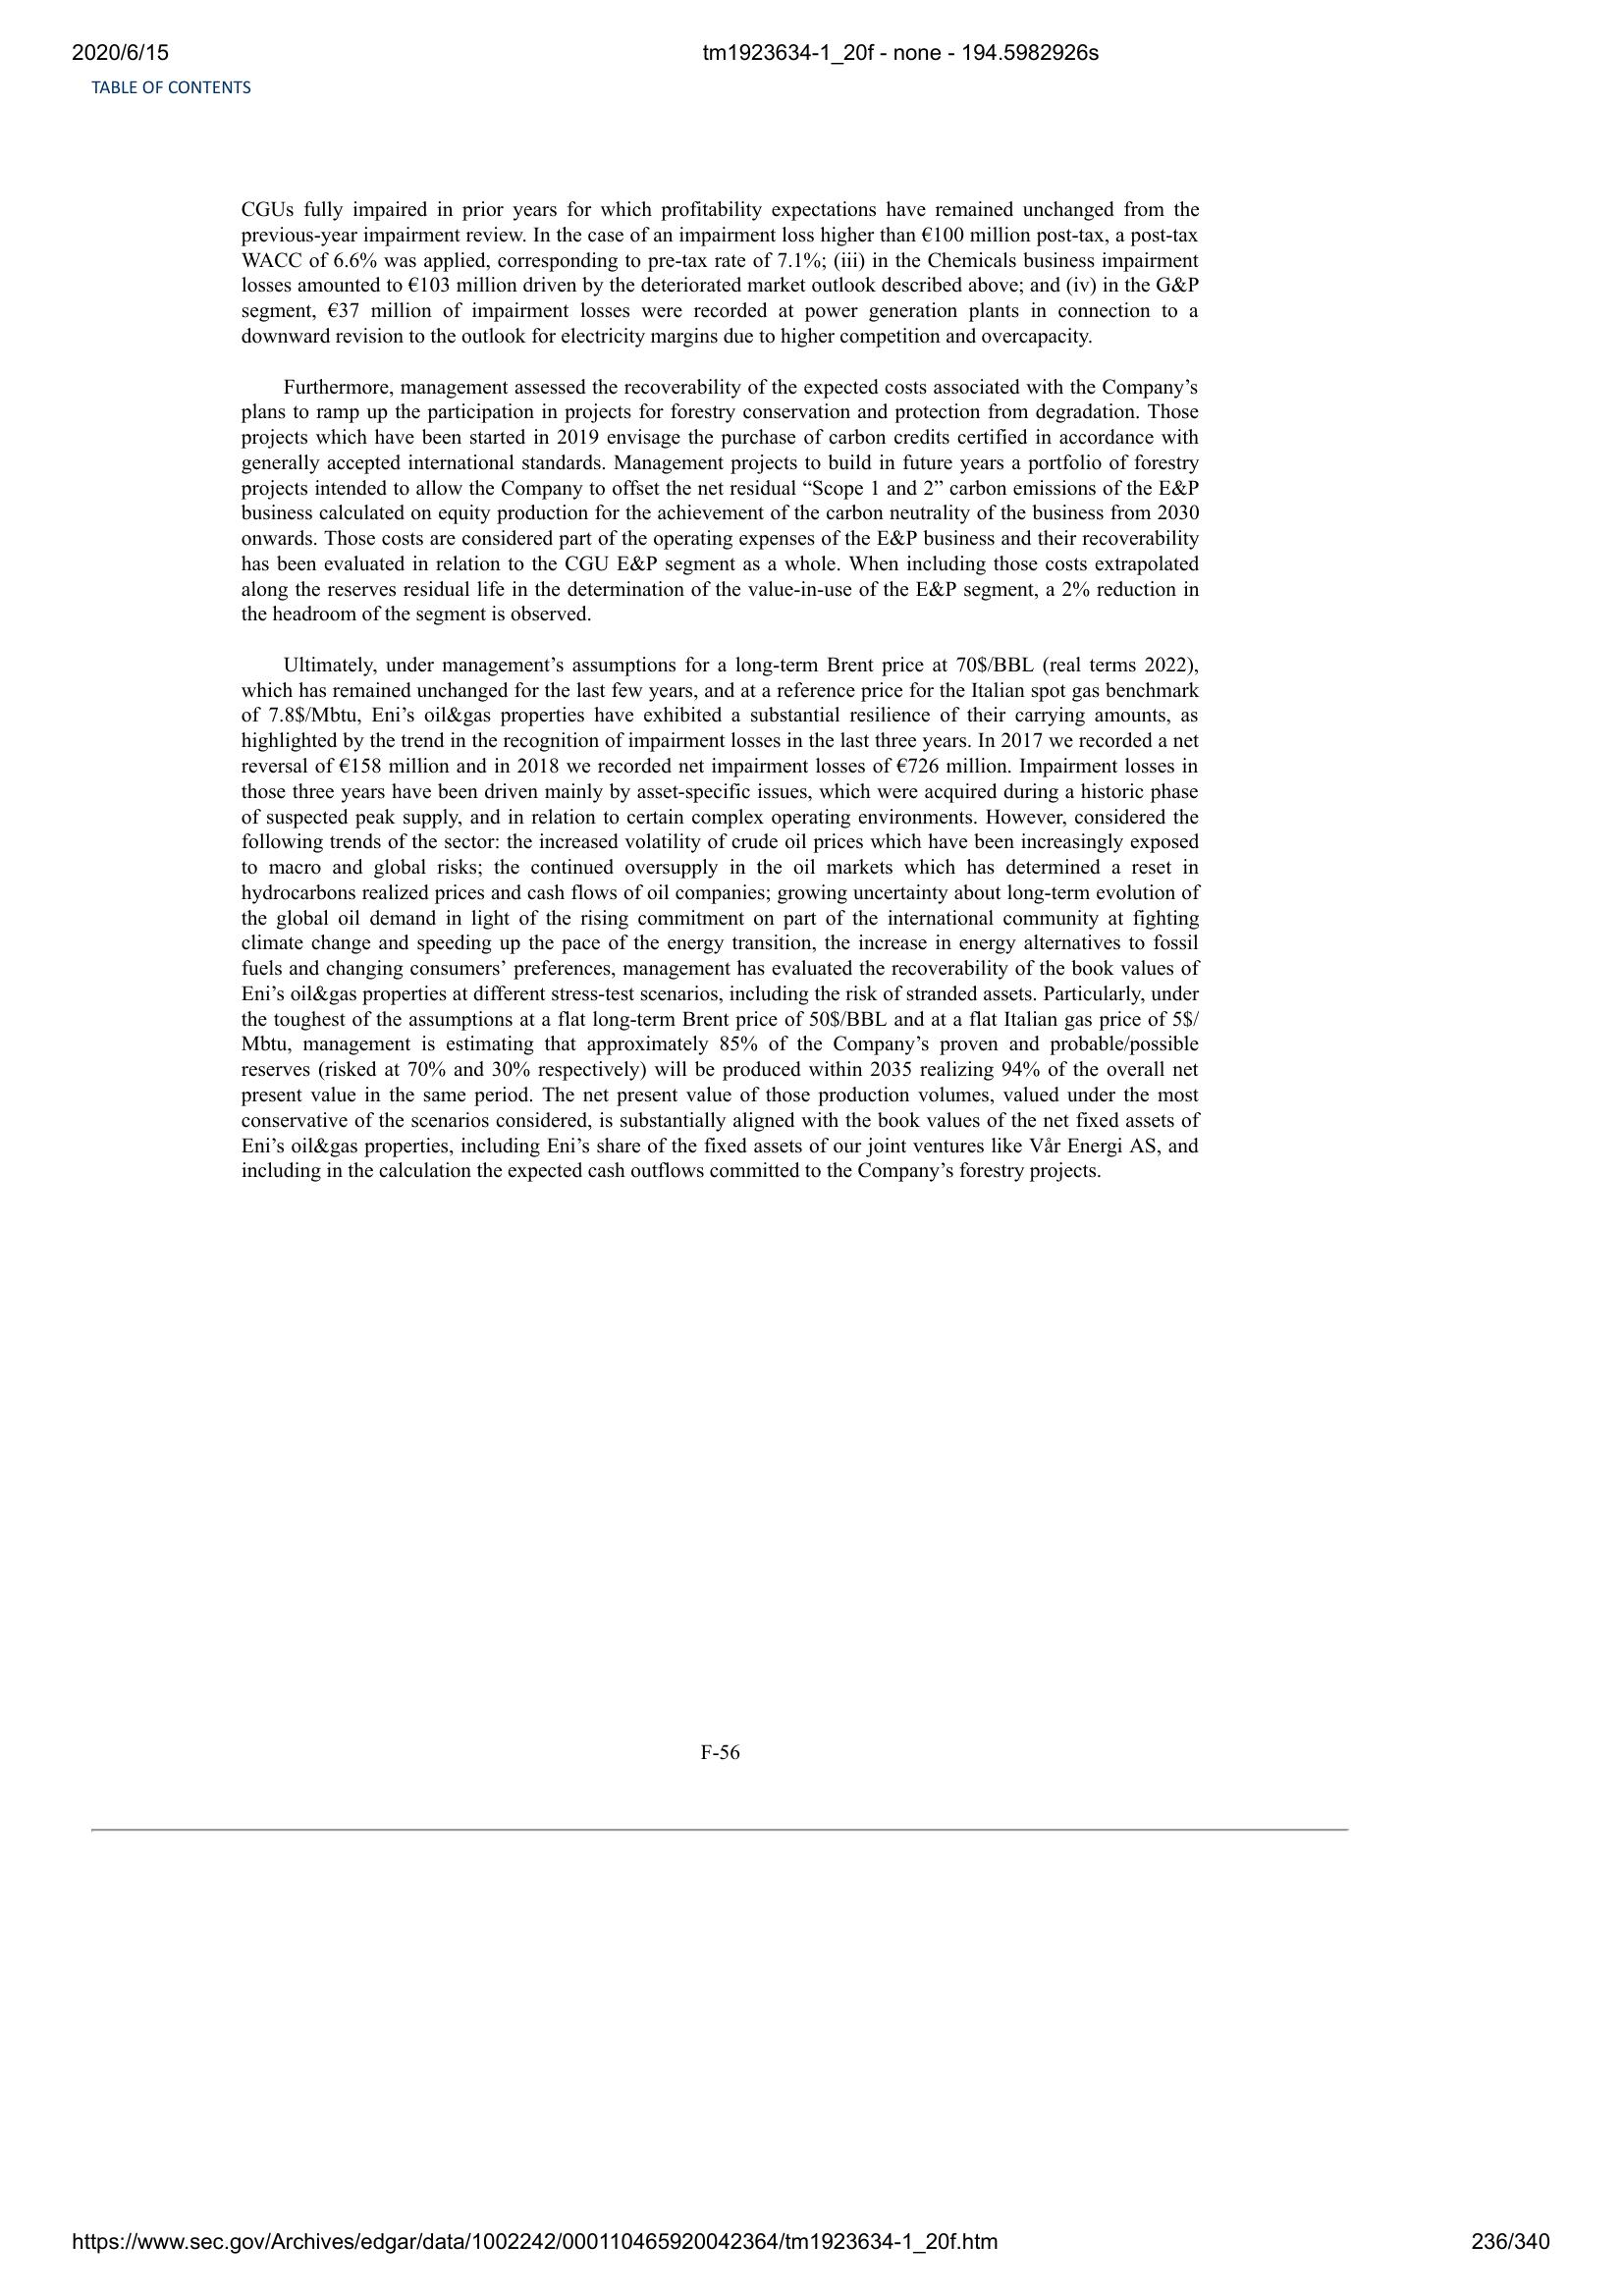 2020/6/15 tm1923634-1_20f - none - 194.5982926s
TABLE OF CONTENTS
CGUs fully impaired in prior years for which profitability expectations have remained unchanged from the
previous-year impairment review. In the case of an impairment loss higher than €100 million post-tax, a post-tax
WACC of 6.6% was applied, corresponding to pre-tax rate of 7.1%; (iii) in the Chemicals business impairment
losses amounted to €103 million driven by the deteriorated market outlook described above; and (iv) in the G&P
segment, €37 million of impairment losses were recorded at power generation plants in connection to a
downward revision to the outlook for electricity margins due to higher competition and overcapacity.
Furthermore, management assessed the recoverability of the expected costs associated with the Company’s
plans to ramp up the participation in projects for forestry conservation and protection from degradation. Those
projects which have been started in 2019 envisage the purchase of carbon credits certified in accordance with
generally accepted international standards. Management projects to build in future years a portfolio of forestry
projects intended to allow the Company to offset the net residual “Scope 1 and 2” carbon emissions of the E&P
business calculated on equity production for the achievement of the carbon neutrality of the business from 2030
onwards. Those costs are considered part of the operating expenses of the E&P business and their recoverability
has been evaluated in relation to the CGU E&P segment as a whole. When including those costs extrapolated
along the reserves residual life in the determination of the value-in-use of the E&P segment, a 2% reduction in
the headroom of the segment is observed.
Ultimately, under management’s assumptions for a long-term Brent price at 70$/BBL (real terms 2022),
which has remained unchanged for the last few years, and at a reference price for the Italian spot gas benchmark
of 7.8$/Mbtu, Eni’s oil&gas properties have exhibited a substantial resilience of their carrying amounts, as
highlighted by the trend in the recognition of impairment losses in the last three years. In 2017 we recorded a net
reversal of €158 million and in 2018 we recorded net impairment losses of €726 million. Impairment losses in
those three years have been driven mainly by asset-specific issues, which were acquired during a historic phase
of suspected peak supply, and in relation to certain complex operating environments. However, considered the
following trends of the sector: the increased volatility of crude oil prices which have been increasingly exposed
to macro and global risks; the continued oversupply in the oil markets which has determined a reset in
hydrocarbons realized prices and cash flows of oil companies; growing uncertainty about long-term evolution of
the global oil demand in light of the rising commitment on part of the international community at fighting
climate change and speeding up the pace of the energy transition, the increase in energy alternatives to fossil
fuels and changing consumers’ preferences, management has evaluated the recoverability of the book values of
Eni’s oil&gas properties at different stress-test scenarios, including the risk of stranded assets. Particularly, under
the toughest of the assumptions at a flat long-term Brent price of 50$/BBL and at a flat Italian gas price of 5$/
Mbtu, management is estimating that approximately 85% of the Company’s proven and probable/possible
reserves (risked at 70% and 30% respectively) will be produced within 2035 realizing 94% of the overall net
present value in the same period. The net present value of those production volumes, valued under the most
conservative of the scenarios considered, is substantially aligned with the book values of the net fixed assets of
Eni’s oil&gas properties, including Eni’s share of the fixed assets of our joint ventures like Vår Energi AS, and
including in the calculation the expected cash outflows committed to the Company’s forestry projects.
F-56
https://www.sec.gov/Archives/edgar/data/1002242/000110465920042364/tm1923634-1_20f.htm 236/340